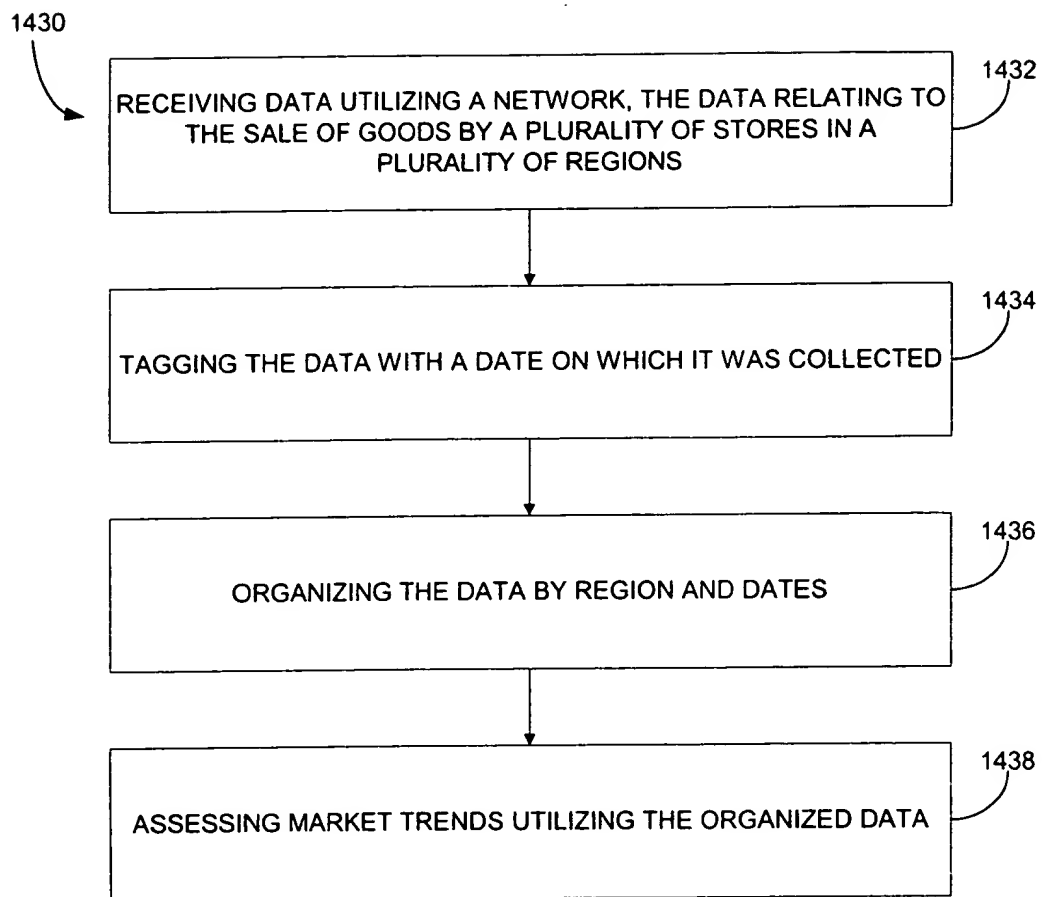 1430
1432
RECEIVING DATA UTILIZING A NETWORK, THE DATA RELATING TO
THE SALE OF GOODS BY A PLURALITY OF STORES IN A
PLURALITY OF REGIONS
1434
TAGGING THE DATA WITH A DATE ON WHICH IT WAS COLLECTED
1436
ORGANIZING THE DATA BY REGION AND DATES
1438
ASSESSING MARKET TRENDS UTILIZING THE ORGANIZED DATA